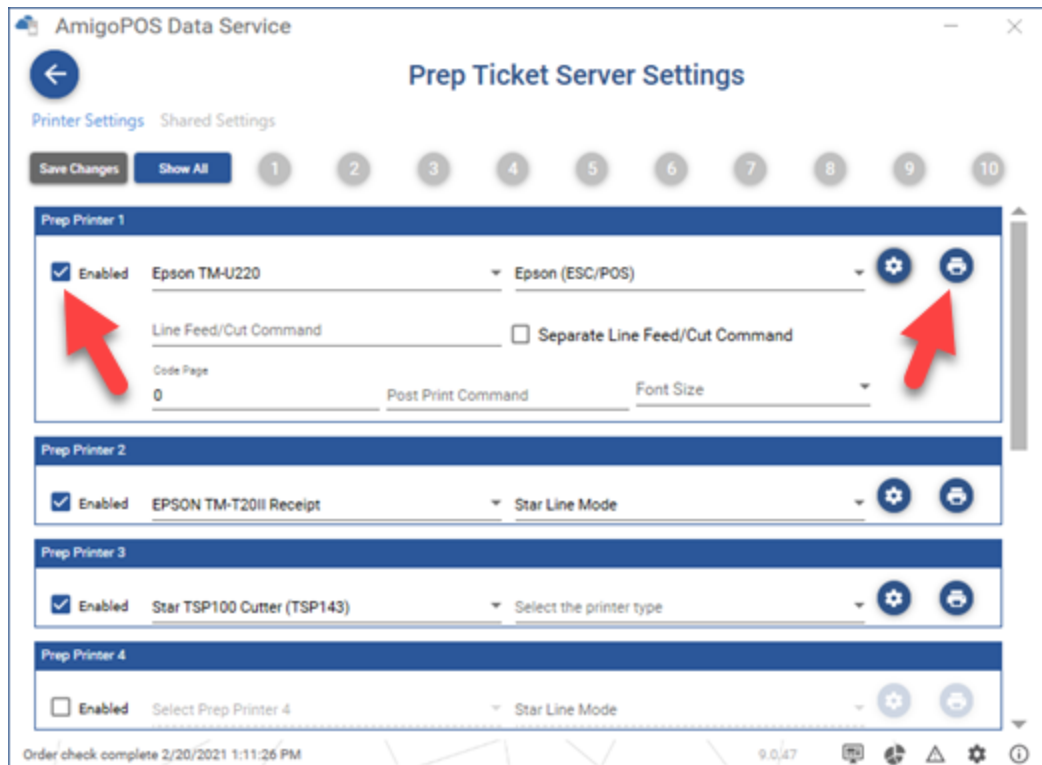 AmigoPOS Data Service
Prep Ticket Server Settings
Printer Settings Shared Settings
Save Changes Show All 1 2 3 4 5 6 7 8 9 10
Prep Printer 1
Enabled Epson TM-U220 Epson (ESC/POS)
Line Feed/Cut Command Separate Line Feed/Cut Command
Code Page
0 Post Print Command Font Size
Prep Printer 2
Enabled EPSON TM-T20II Receipt Star Line Mode
Prep Printer 3
Enabled Star TSP100 Cutter (TSP143) Select the printer type
Prep Printer 4
Enabled Select Prep Printer 4 Star Line Mode
Order check complete 2/20/2021 1:11:26 PM 9.0.47